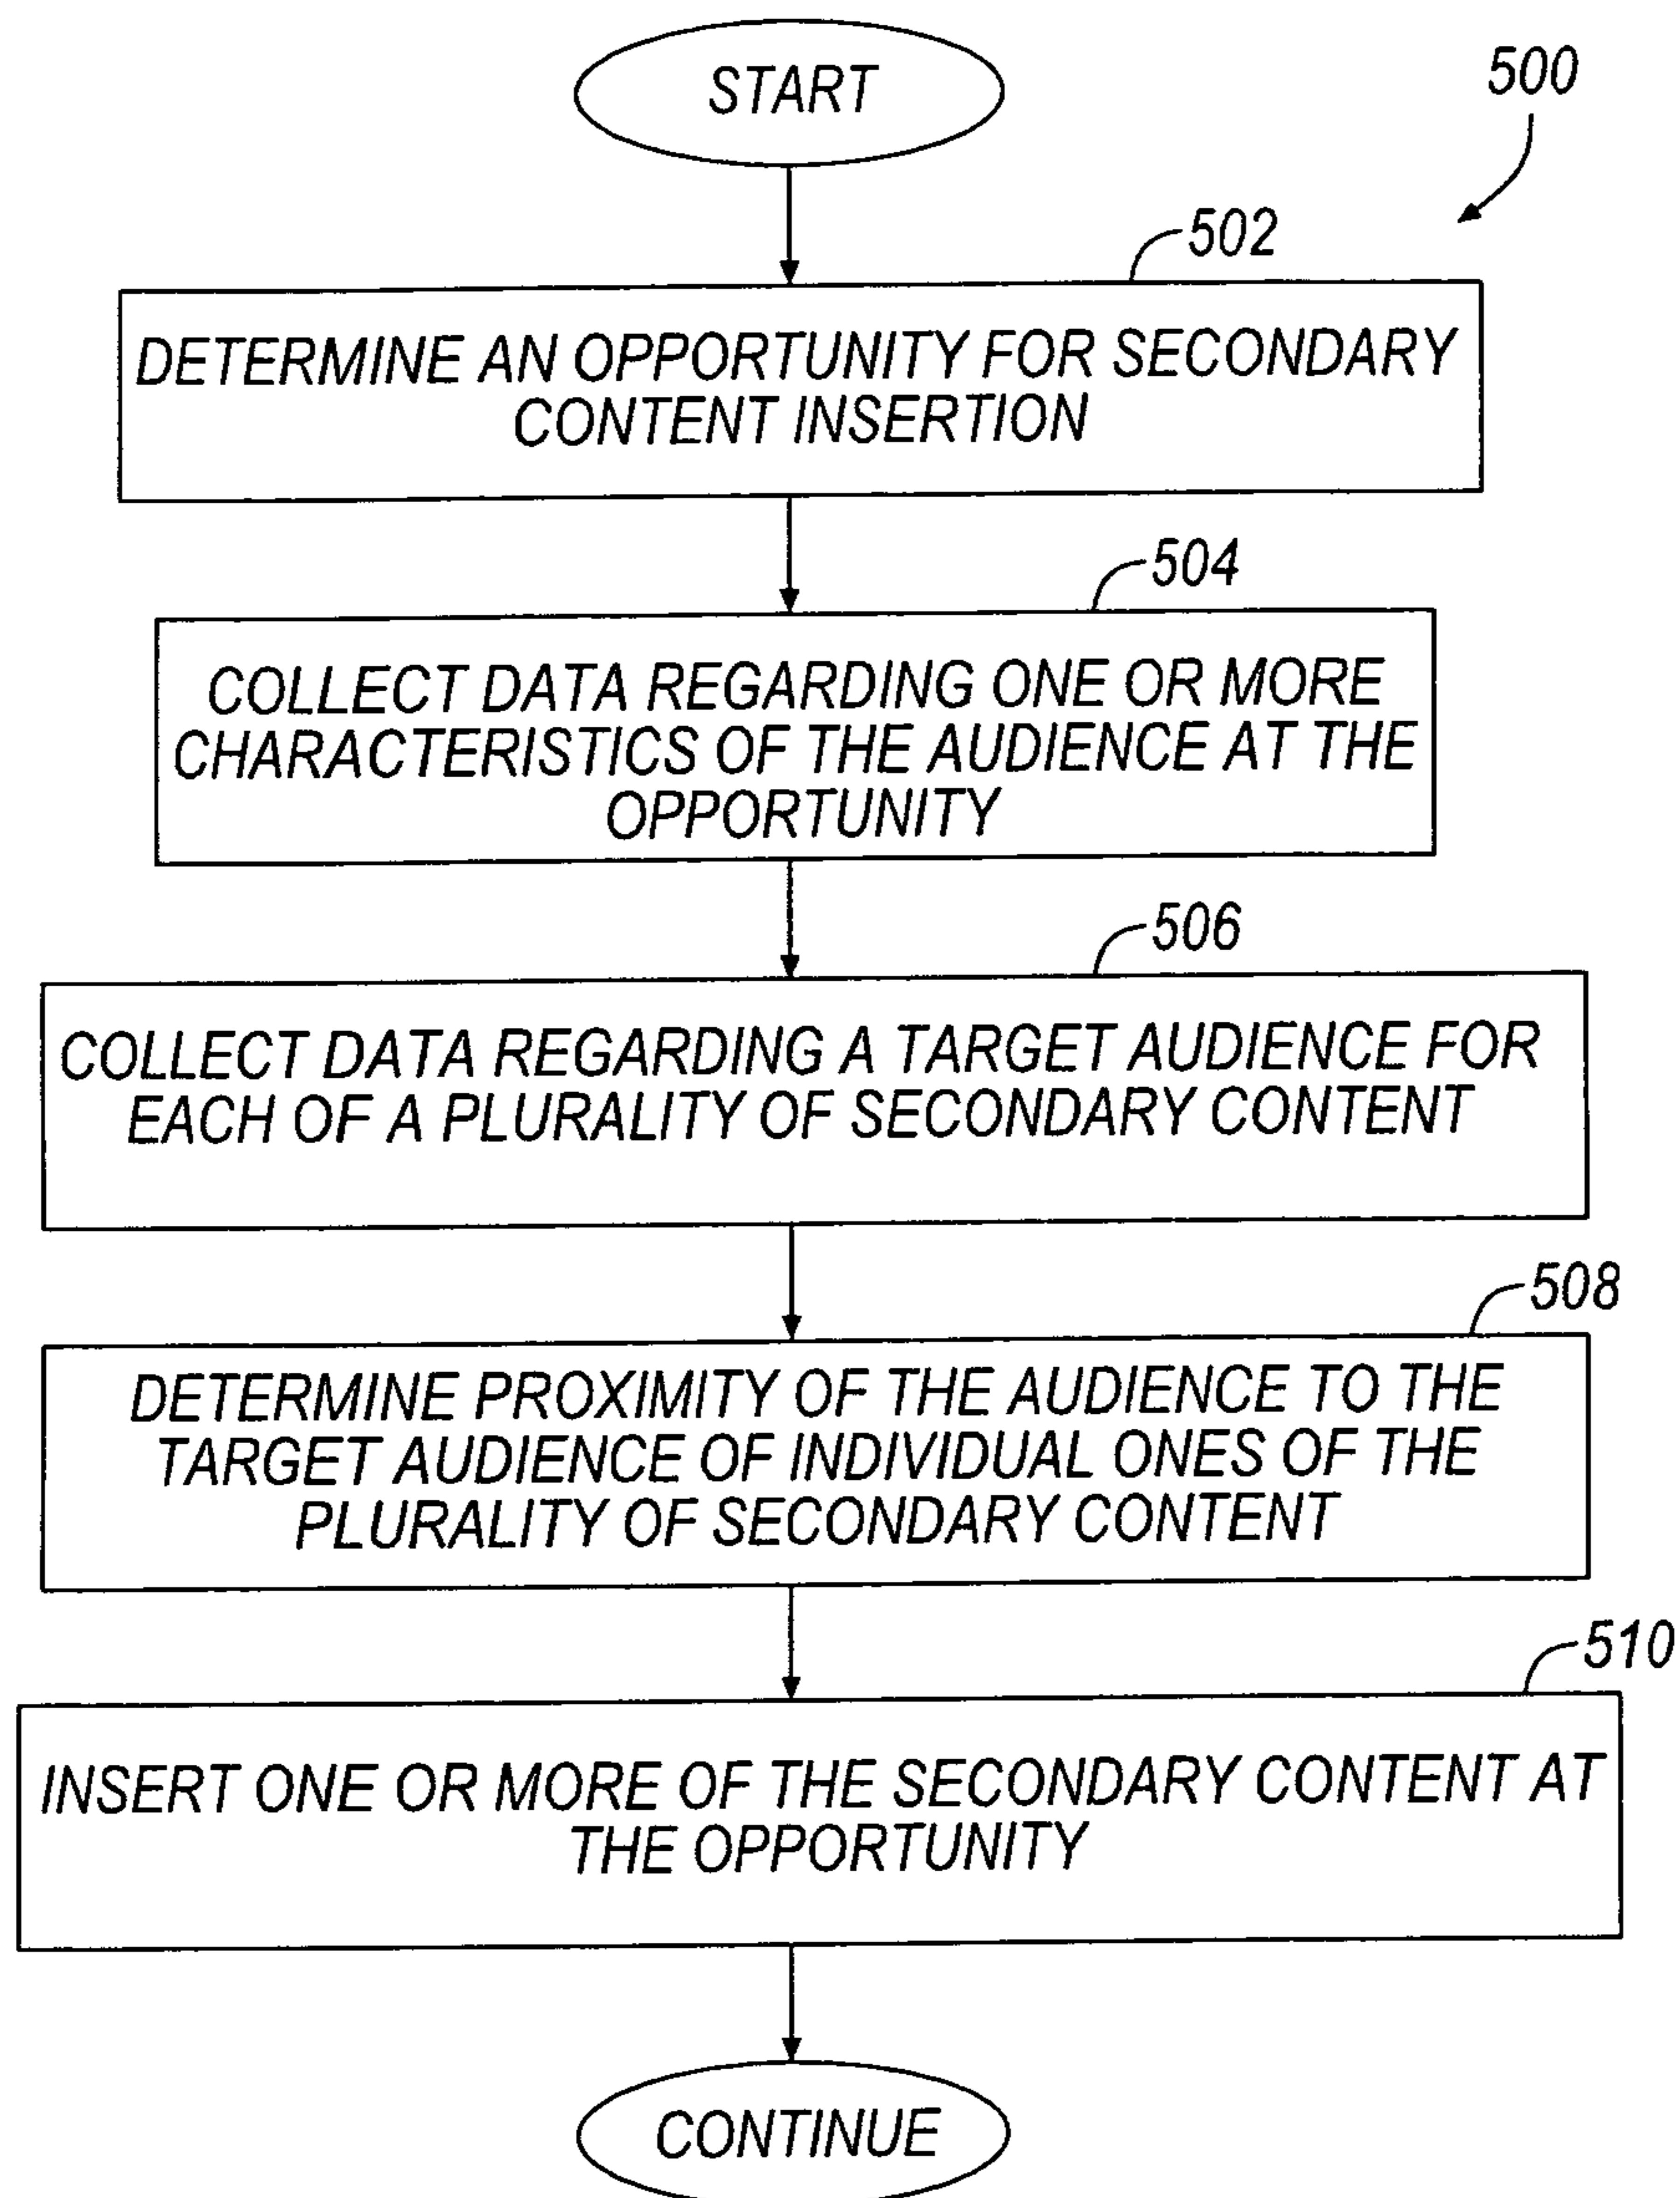 START
500
502
DETERMINE AN OPPORTUNITY FOR SECONDARY
CONTENT INSERTION
504
COLLECT DATA REGARDING ONE OR MORE
CHARACTERISTICS OF THE AUDIENCE AT THE
OPPORTUNITY
506
COLLECT DATA REGARDING A TARGET AUDIENCE FOR
EACH OF A PLURALITY OF SECONDARY CONTENT
508
DETERMINE PROXIMITY OF THE AUDIENCE TO THE
TARGET AUDIENCE OF INDIVIDUAL ONES OF THE
PLURALITY OF SECONDARY CONTENT
510
INSERT ONE OR MORE OF THE SECONDARY CONTENT AT
THE OPPORTUNITY
CONTINUE